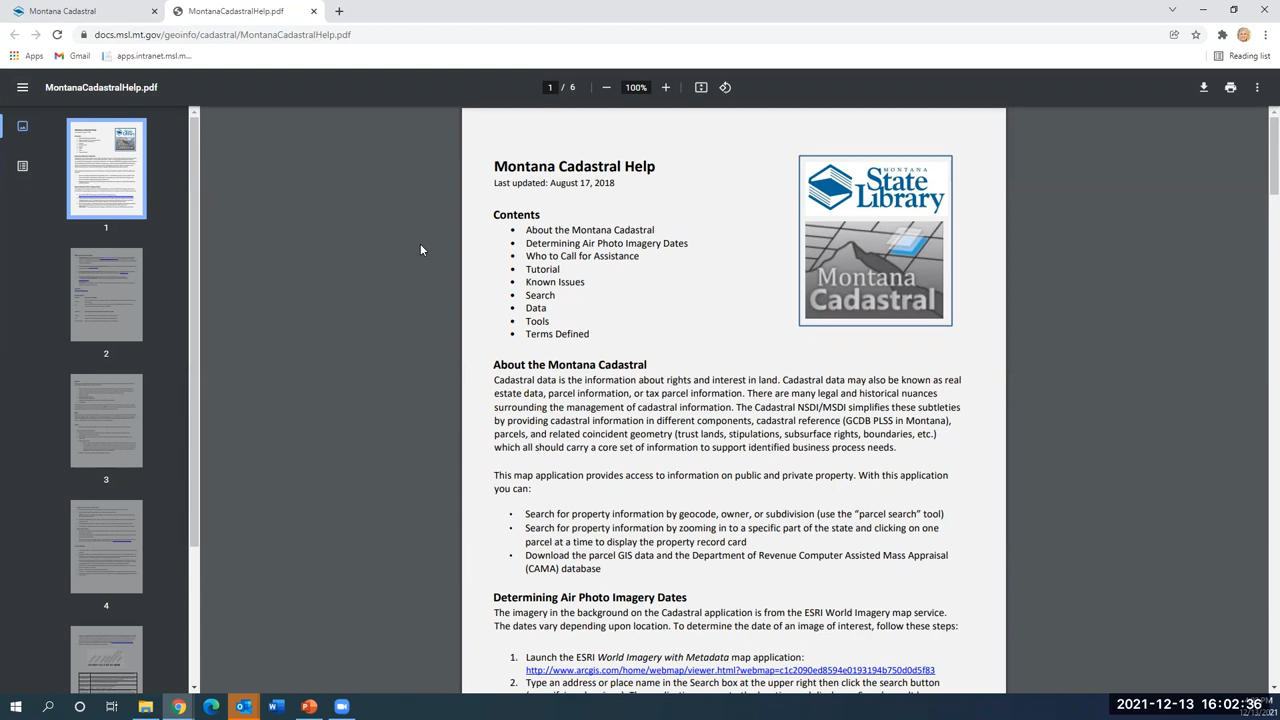 Montana Cadastral
MontanaCadastralHelp.pdf
docs.msl.mt.gov/geoinfo/cadastral/MontanaCadastralHelp.pdf
Apps
Gmail
apps.intranet.msl.m...
Reading list
MontanaCadastralHelp.pdf
1 / 6
100%
1
2
3
4
Montana Cadastral Help
Last updated: August 17, 2018
MONTANA
State
Library
Montana
Cadastral
Contents
• About the Montana Cadastral
• Determining Air Photo Imagery Dates
• Who to Call for Assistance
• Tutorial
• Known Issues
• Search
• Data
• Tools
• Terms Defined
About the Montana Cadastral
Cadastral data is the information about rights and interest in land. Cadastral data may also be known as real
estate data, parcel information, or tax parcel information. There are many legal and historical nuances
surrounding the management of cadastral information. The Cadastral NSDI/MSDI simplifies these subtleties
by providing cadastral information in different components, cadastral reference (GCDB PLSS in Montana),
parcels, and related coincident geometry (trust lands, stipulations, subsurface rights, boundaries, etc.)
which all should carry a core set of information to support identified business process needs.
This map application provides access to information on public and private property. With this application
you can:
Search for property information by geocode, owner, or subdivision (use the “parcel search” tool)
Search for property information by zooming in to a specific part of the state and clicking on one
parcel at a time to display the property record card
Download the parcel GIS data and the Department of Revenue Computer Assisted Mass Appraisal
(CAMA) database
Determining Air Photo Imagery Dates
The imagery in the background on the Cadastral application is from the ESRI World Imagery map service.
The dates vary depending upon location. To determine the date of an image of interest, follow these steps:
1. Launch the ESRI World Imagery with Metadata map application:
http://www.arcgis.com/home/webmap/viewer.html?webmap=c1c2090ed8594e0193194b750d0d5f83
2. Type an address or place name in the Search box at the upper right then click the search button
2021-12-13 16:02:36